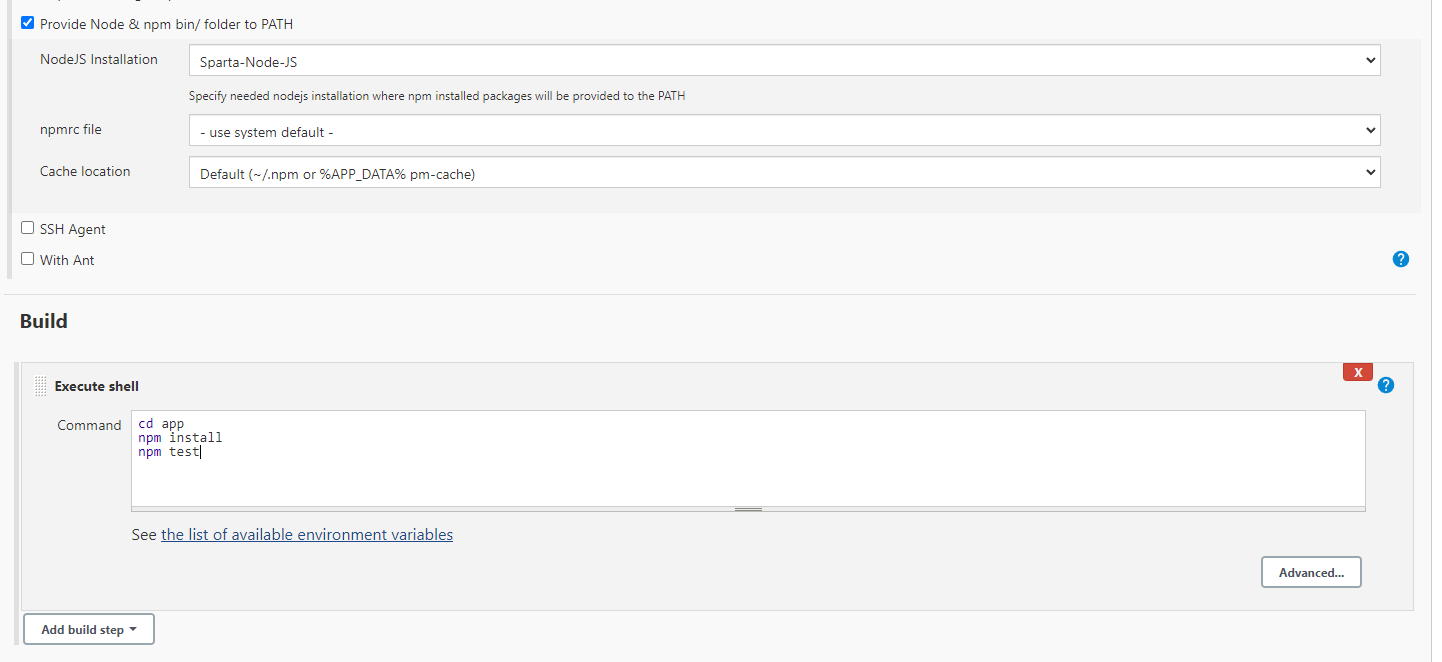 Provide Node & npm bin/ folder to PATH
NodeJS Installation
Sparta-Node-JS
Specify needed nodejs installation where npm installed packages will be provided to the PATH
npmrc file
- use system default -
Cache location
Default (~/.npm or %APP_DATA% pm-cache)
SSH Agent
With Ant
?
Build
Execute shell
X
?
Command
cd app
npm install
npm test
See the list of available environment variables
Advanced...
Add build step